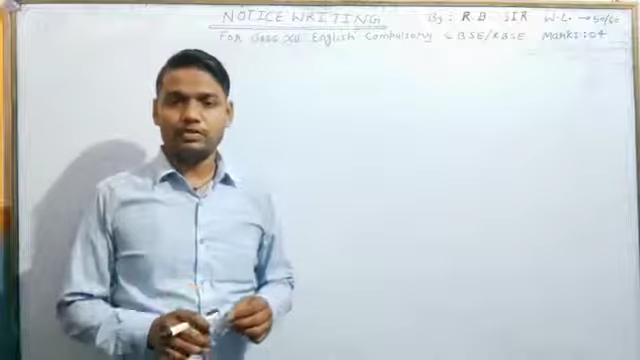 NOTICE WRITING By: R.B SIR W.L. → 50/60
For Class XII English Compulsory CBSE/RBSE Marks: 04